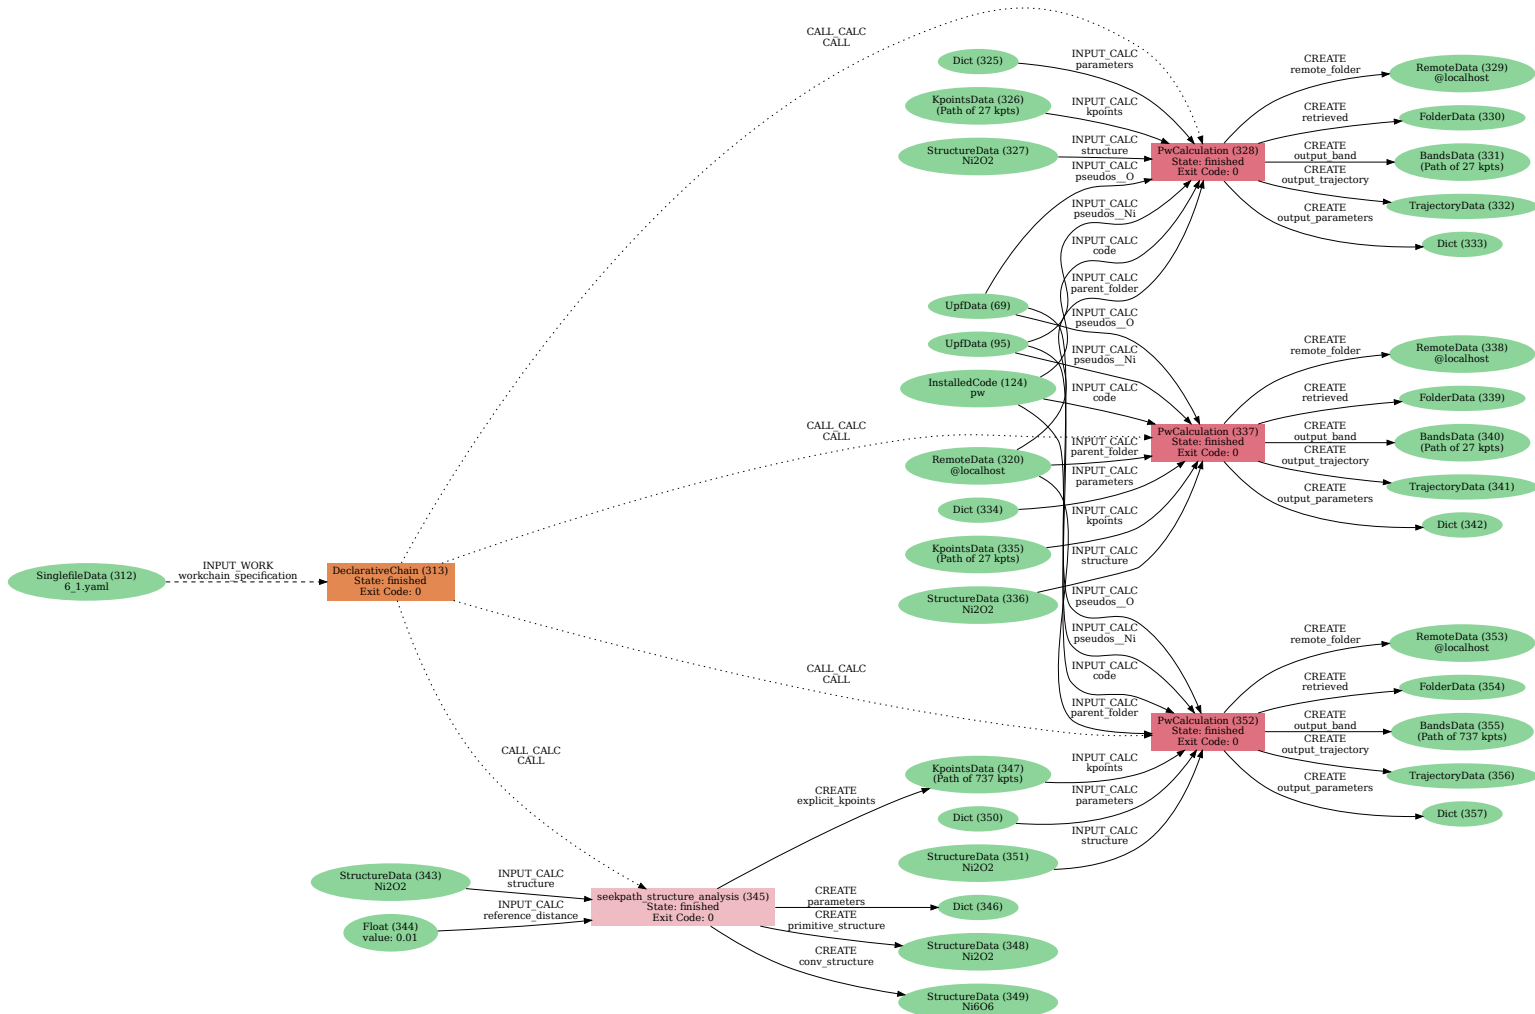 CALL_CALC
CALL
Dict (325)
INPUT_CALC
parameters
CREATE
remote_folder
RemoteData (329)
@localhost
KpointsData (326)
(Path of 27 kpts)
INPUT_CALC
kpoints
CREATE
retrieved
FolderData (330)
StructureData (327)
Ni2O2
INPUT_CALC
structure
PwCalculation (328)
State: finished
Exit Code: 0
CREATE
output_band
BandsData (331)
(Path of 27 kpts)
INPUT_CALC
pseudos__O
CREATE
output_trajectory
TrajectoryData (332)
INPUT_CALC
pseudos__Ni
CREATE
output_parameters
Dict (333)
INPUT_CALC
code
INPUT_CALC
parent_folder
UpfData (69)
INPUT_CALC
pseudos__O
UpfData (95)
INPUT_CALC
pseudos__Ni
CREATE
remote_folder
RemoteData (338)
@localhost
InstalledCode (124)
pw
INPUT_CALC
code
CREATE
retrieved
FolderData (339)
CALL_CALC
CALL
PwCalculation (337)
State: finished
Exit Code: 0
CREATE
output_band
BandsData (340)
(Path of 27 kpts)
RemoteData (320)
@localhost
INPUT_CALC
parent_folder
CREATE
output_trajectory
TrajectoryData (341)
INPUT_CALC
parameters
Dict (334)
CREATE
output_parameters
Dict (342)
INPUT_CALC
kpoints
KpointsData (335)
(Path of 27 kpts)
INPUT_CALC
structure
SinglefileData (312)
6_1.yaml
INPUT_WORK
workchain_specification
DeclarativeChain (313)
State: finished
Exit Code: 0
StructureData (336)
Ni2O2
INPUT_CALC
pseudos__O
INPUT_CALC
pseudos__Ni
CREATE
remote_folder
RemoteData (353)
@localhost
CALL_CALC
CALL
INPUT_CALC
code
CREATE
retrieved
FolderData (354)
INPUT_CALC
parent_folder
PwCalculation (352)
State: finished
Exit Code: 0
CREATE
output_band
BandsData (355)
(Path of 737 kpts)
CALL_CALC
CALL
CREATE
output_trajectory
TrajectoryData (356)
KpointsData (347)
(Path of 737 kpts)
INPUT_CALC
kpoints
CREATE
output_parameters
Dict (357)
CREATE
explicit_kpoints
INPUT_CALC
parameters
Dict (350)
INPUT_CALC
structure
StructureData (351)
Ni2O2
StructureData (343)
Ni2O2
INPUT_CALC
structure
seekpath_structure_analysis (345)
State: finished
Exit Code: 0
CREATE
parameters
Dict (346)
Float (344)
value: 0.01
INPUT_CALC
reference_distance
CREATE
primitive_structure
StructureData (348)
Ni2O2
CREATE
conv_structure
StructureData (349)
Ni6O6